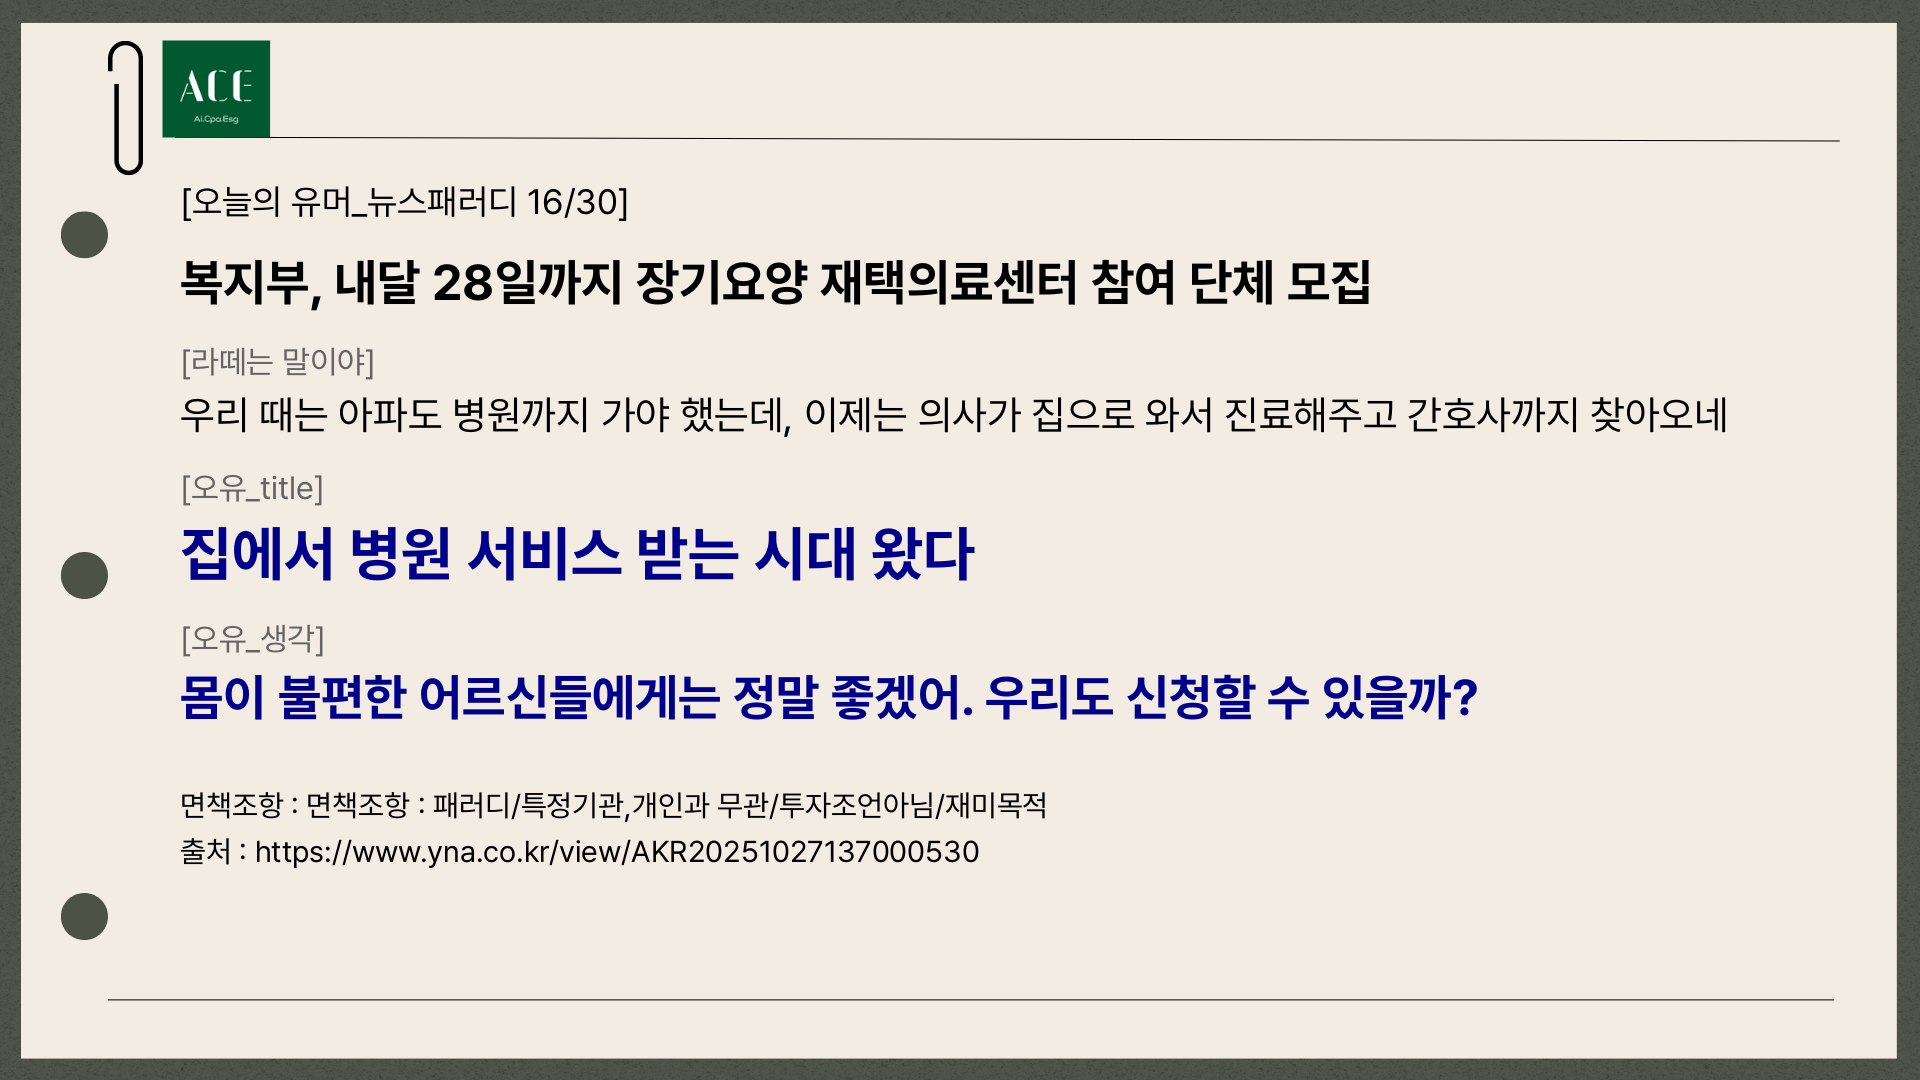 ACE
Ai.Cpa.Esg
[오늘의 유머_뉴스패러디 16/30]
복지부, 내달 28일까지 장기요양 재택의료센터 참여 단체 모집
[라떼는 말이야]
우리 때는 아파도 병원까지 가야 했는데, 이제는 의사가 집으로 와서 진료해주고 간호사까지 찾아오네
[오유_title]
집에서 병원 서비스 받는 시대 왔다
[오유_생각]
몸이 불편한 어르신들에게는 정말 좋겠어. 우리도 신청할 수 있을까?
면책조항 : 면책조항 : 패러디/특정기관,개인과 무관/투자조언아님/재미목적
출처 : https://www.yna.co.kr/view/AKR20251027137000530